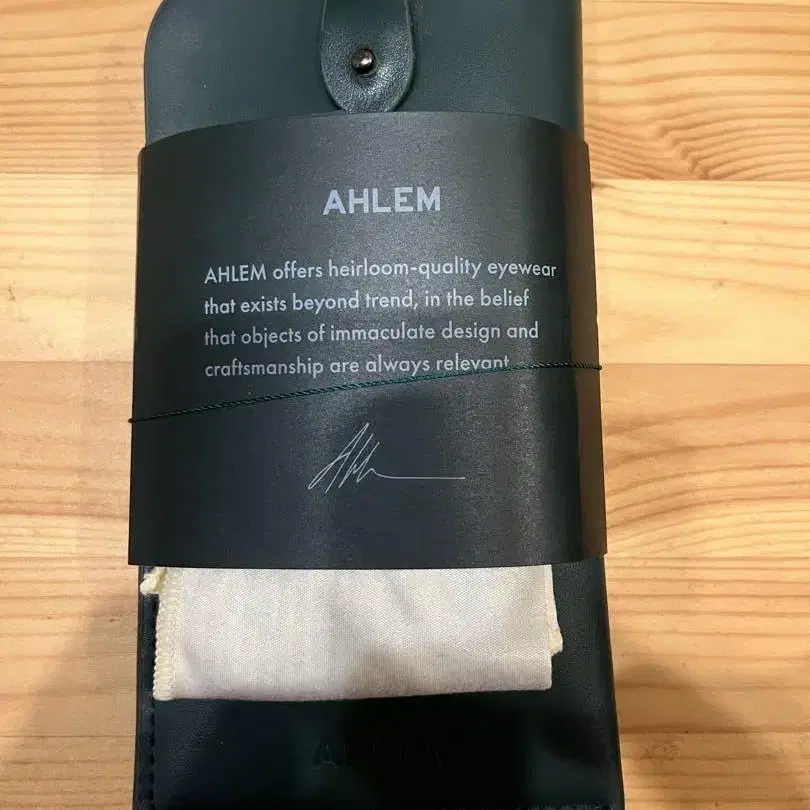 AHLEM
AHLEM offers heirloom-quality eyewear
that exists beyond trend, in the belief
that objects of immaculate design and
craftsmanship are always relevant